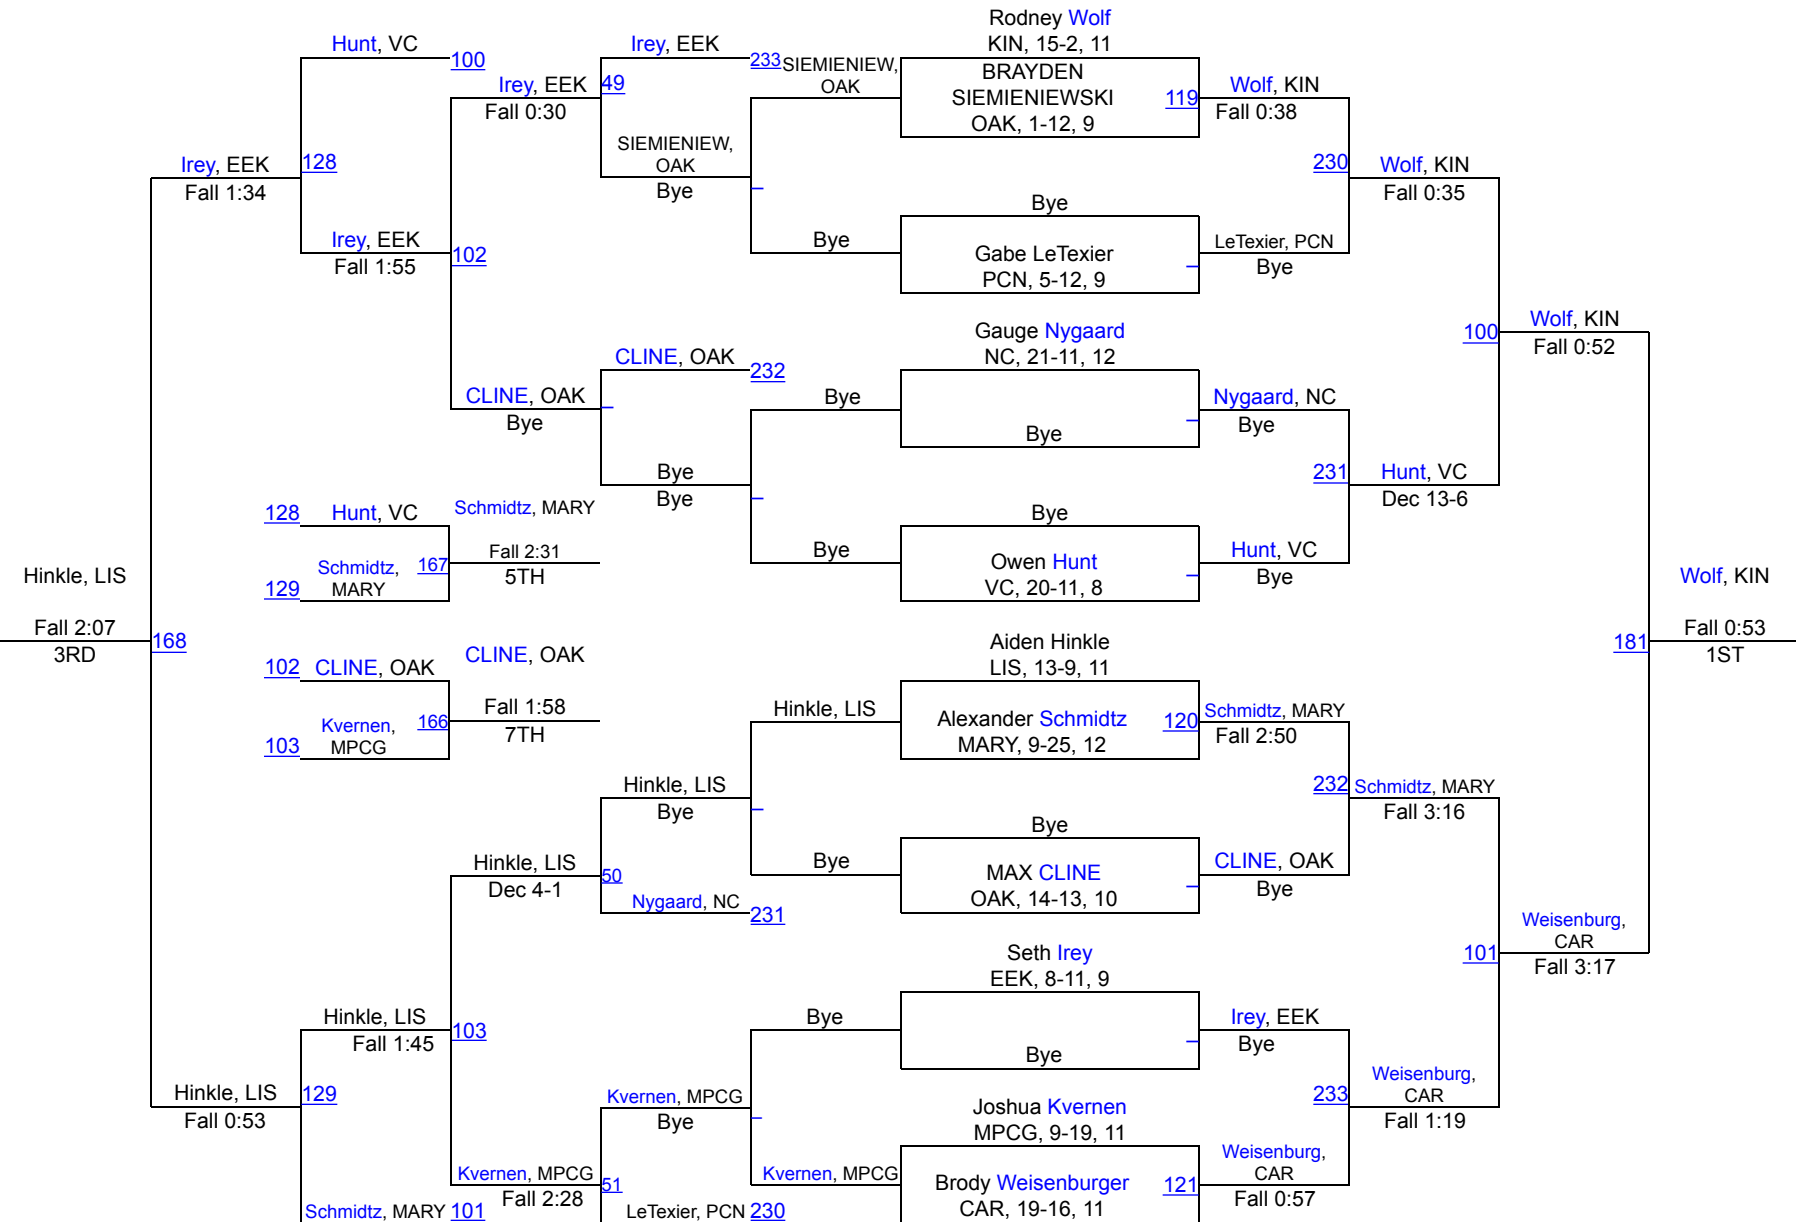 Rodney Wolf
KIN, 15-2, 11
Hunt, VC
100
Irey, EEK
233
SIEMIENIEW,
OAK
BRAYDEN
SIEMIENIEWSKI
OAK, 1-12, 9
119
Wolf, KIN
Fall 0:38
Irey, EEK
Fall 0:30
49
SIEMIENIEW,
OAK
Bye
Irey, EEK
Fall 1:34
128
230
Wolf, KIN
Fall 0:35
Bye
Irey, EEK
Fall 1:55
102
Bye
Gabe LeTexier
PCN, 5-12, 9
LeTexier, PCN
Bye
Gauge Nygaard
NC, 21-11, 12
100
Wolf, KIN
Fall 0:52
CLINE, OAK
232
CLINE, OAK
Bye
Bye
Bye
Nygaard, NC
Bye
Bye
Bye
231
Hunt, VC
Dec 13-6
128
Hunt, VC
Schmidtz, MARY
Bye
Schmidtz,
MARY
129
167
Fall 2:31
5TH
Bye
Owen Hunt
VC, 20-11, 8
Hunt, VC
Bye
Hinkle, LIS
Fall 2:07
3RD
168
Wolf, KIN
Fall 0:53
1ST
181
Aiden Hinkle
LIS, 13-9, 11
102
CLINE, OAK
CLINE, OAK
Kvernen,
MPCG
103
166
Fall 1:58
7TH
Hinkle, LIS
Alexander Schmidtz
MARY, 9-25, 12
120
Schmidtz, MARY
Fall 2:50
Hinkle, LIS
Bye
232
Schmidtz, MARY
Fall 3:16
Bye
Hinkle, LIS
Dec 4-1
50
Bye
MAX CLINE
OAK, 14-13, 10
CLINE, OAK
Bye
Nygaard, NC
231
Seth Irey
EEK, 8-11, 9
101
Weisenburg,
CAR
Fall 3:17
Hinkle, LIS
Fall 1:45
103
Bye
Bye
Irey, EEK
Bye
Hinkle, LIS
Fall 0:53
129
Kvernen, MPCG
Bye
Joshua Kvernen
MPCG, 9-19, 11
233
Weisenburg,
CAR
Fall 1:19
Kvernen, MPCG
Fall 2:28
51
Kvernen, MPCG
Brody Weisenburger
CAR, 19-16, 11
121
Weisenburg,
CAR
Fall 0:57
Schmidtz, MARY
101
LeTexier, PCN
230